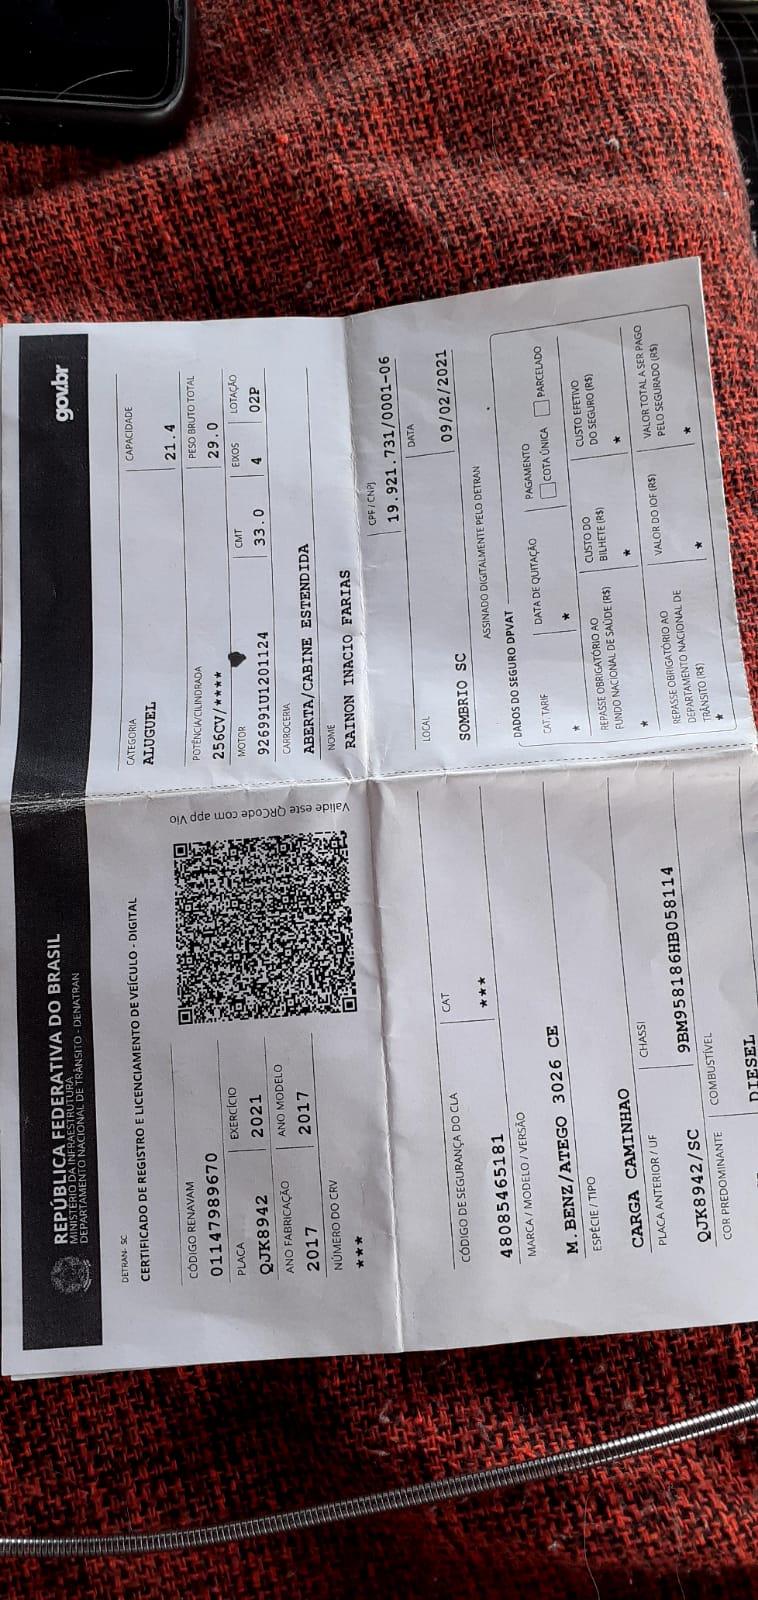 REPÚBLICA FEDERATIVA DO BRASIL
MINISTÉRIO DA INFRAESTRUTURA
DEPARTAMENTO NACIONAL DE TRÂNSITO - DENATRAN
gov.br
DETRAN- SC
CERTIFICADO DE REGISTRO E LICENCIAMENTO DE VEÍCULO - DIGITAL
CÓDIGO RENAVAM
01147989670
PLACA EXERCÍCIO
QJK8942 2021
ANO FABRICAÇÃO ANO MODELO
2017 2017
NÚMERO DO CRV
***
Valide este QRCode com app Vio
CÓDIGO DE SEGURANÇA DO CLA CAT
48085465181 ***
MARCA / MODELO / VERSÃO
M.BENZ/ATEGO 3026 CE
ESPÉCIE / TIPO
CARGA CAMINHAO
PLACA ANTERIOR / UF CHASSI
QJK8942/SC 9BM958186HB058114
COR PREDOMINANTE COMBUSTÍVEL
DIESEL
CATEGORIA CAPACIDADE
ALUGUEL 21.4
POTÊNCIA/CILINDRADA PESO BRUTO TOTAL
256CV/**** 29.0
MOTOR CMT EIXOS LOTAÇÃO
926991U1201124 33.0 4 02P
CARROCERIA
ABERTA/CABINE ESTENDIDA
NOME
RAINON INACIO FARIAS
CPF / CNPJ
19.921.731/0001-06
LOCAL DATA
SOMBRIO SC 09/02/2021
ASSINADO DIGITALMENTE PELO DETRAN
DADOS DO SEGURO DPVAT
CAT. TARIF DATA DE QUITAÇÃO PAGAMENTO
* * COTA ÚNICA PARCELADO
REPASSE OBRIGATÓRIO AO
FUNDO NACIONAL DE SAÚDE (R$)
*
CUSTO DO
BILHETE (R$)
*
CUSTO EFETIVO
DO SEGURO (R$)
*
REPASSE OBRIGATÓRIO AO
DEPARTAMENTO NACIONAL DE
TRÂNSITO (R$)
*
VALOR DO IOF (R$)
*
VALOR TOTAL A SER PAGO
PELO SEGURADO (R$)
*